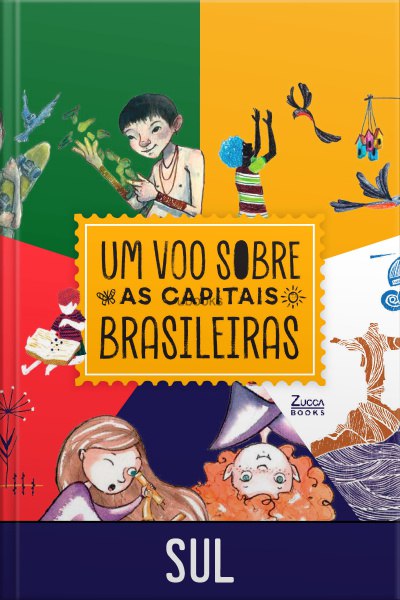 UM VOO SOBRE
AS CAPITAIS
BRASILEIRAS
ZUCCA
BOOKS
SUL